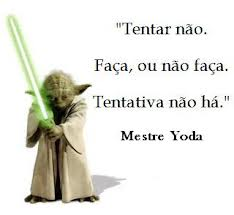 "Tentar não.
Faça, ou não faça.
Tentativa não há."
Mestre Yoda